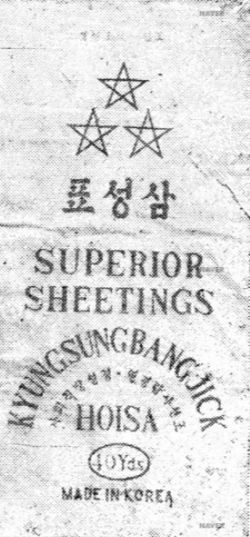 표성삼
SUPERIOR
SHEETINGS
KYUNGSUNGBANGJICK
HOISA
40Yds
MADE IN KOREA